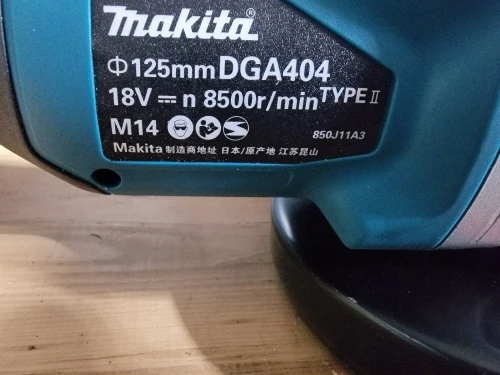 makita®
Φ125mm DGA404
18V ⎓ n 8500r/min TYPE II
M14
850J11A3
Makita 制造商地址 日本/原产地 江苏昆山